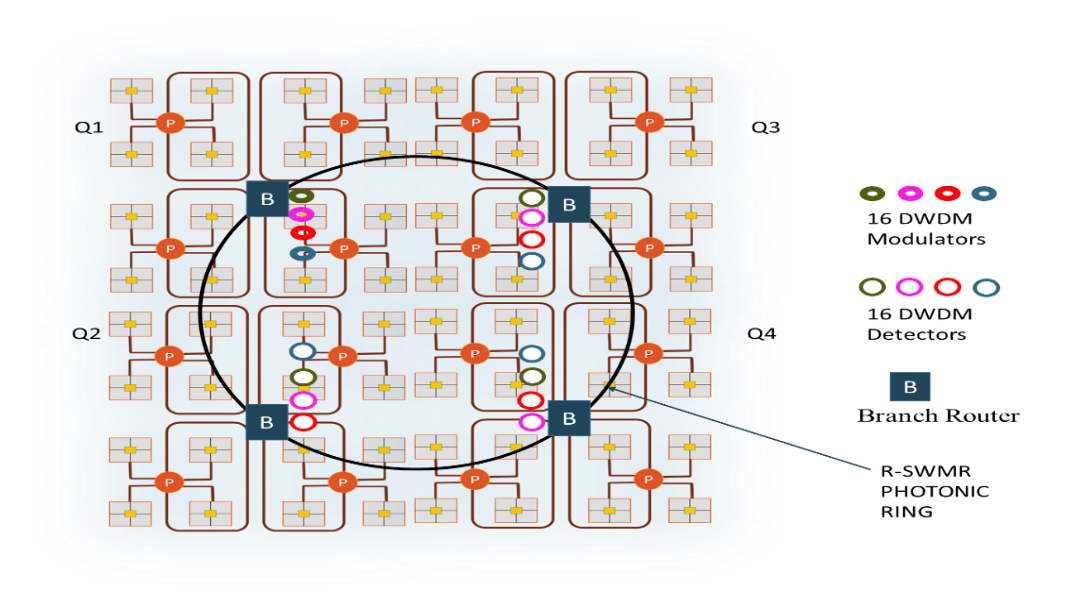 Q1
Q3
P
P
P
P
B
B
16 DWDM
Modulators
P
P
P
P
16 DWDM
Detectors
Q2
Q4
P
P
P
P
B
Branch Router
B
B
R-SWMR
PHOTONIC
RING
P
P
P
P